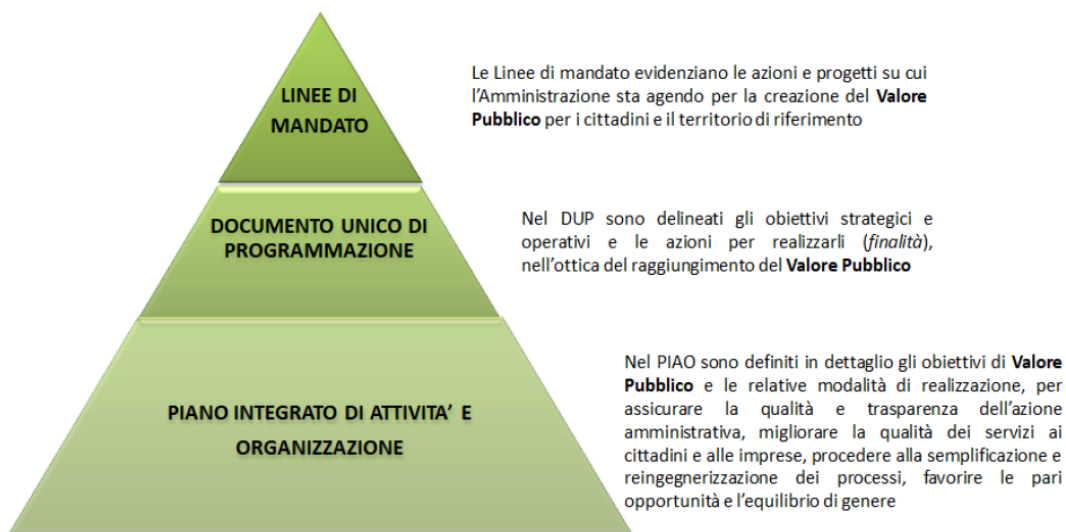 LINEE DI
MANDATO
Le Linee di mandato evidenziano le azioni e progetti su cui
l’Amministrazione sta agendo per la creazione del Valore
Pubblico per i cittadini e il territorio di riferimento
DOCUMENTO UNICO DI
PROGRAMMAZIONE
Nel DUP sono delineati gli obiettivi strategici e
operativi e le azioni per realizzarli (finalità),
nell’ottica del raggiungimento del Valore Pubblico
PIANO INTEGRATO DI ATTIVITA’ E
ORGANIZZAZIONE
Nel PIAO sono definiti in dettaglio gli obiettivi di Valore
Pubblico e le relative modalità di realizzazione, per
assicurare la qualità e trasparenza dell’azione
amministrativa, migliorare la qualità dei servizi ai
cittadini e alle imprese, procedere alla semplificazione e
reingegnerizzazione dei processi, favorire le pari
opportunità e l’equilibrio di genere